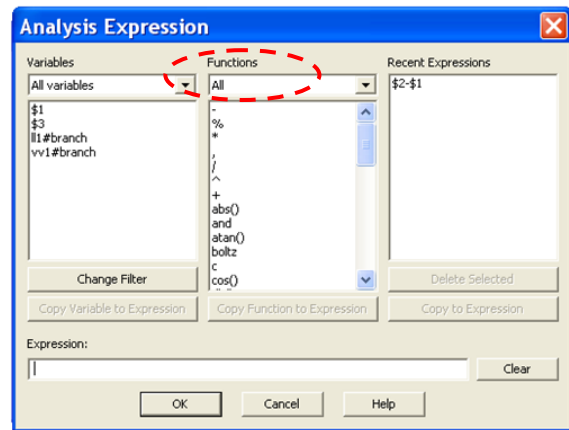 Analysis Expression
Variables
All variables
$1
$3
ll1#branch
vv1#branch
Change Filter
Copy Variable to Expression
Functions
All
-
%
*
,
/
^
+
abs()
and
atan()
boltz
c
cos()
Copy Function to Expression
Recent Expressions
$2-$1
Delete Selected
Copy to Expression
Expression:
Clear
OK
Cancel
Help